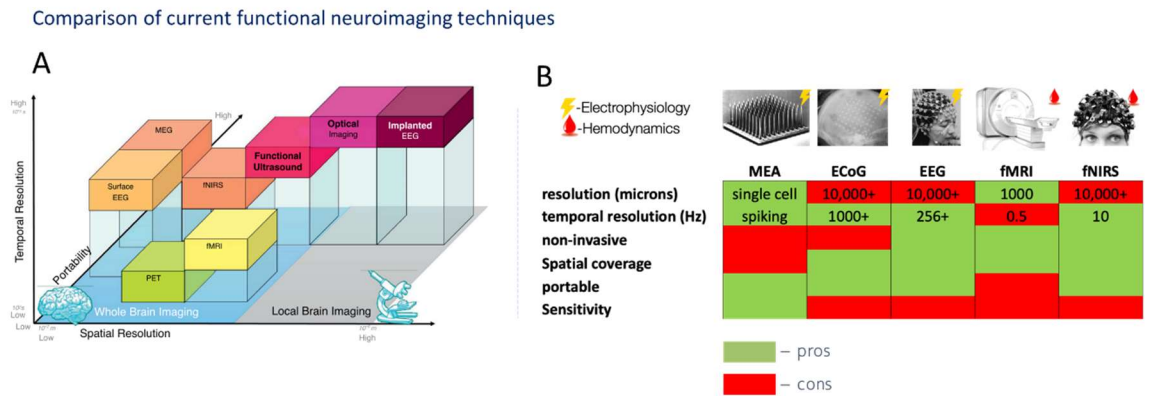 Comparison of current functional neuroimaging techniques
A
B
High
Temporal Resolution
Low
Low
Low
Spatial Resolution
High
Portability
High
MEG
Surface
EEG
fNIRS
Functional
Ultrasound
Optical
Imaging
Implanted
EEG
fMRI
PET
Whole Brain Imaging
Local Brain Imaging
-Electrophysiology
-Hemodynamics
MEA ECoG EEG fMRI fNIRS
resolution (microns) single cell 10,000+ 10,000+ 1000 10,000+
temporal resolution (Hz) spiking 1000+ 256+ 0.5 10
non-invasive
Spatial coverage
portable
Sensitivity
– pros
– cons